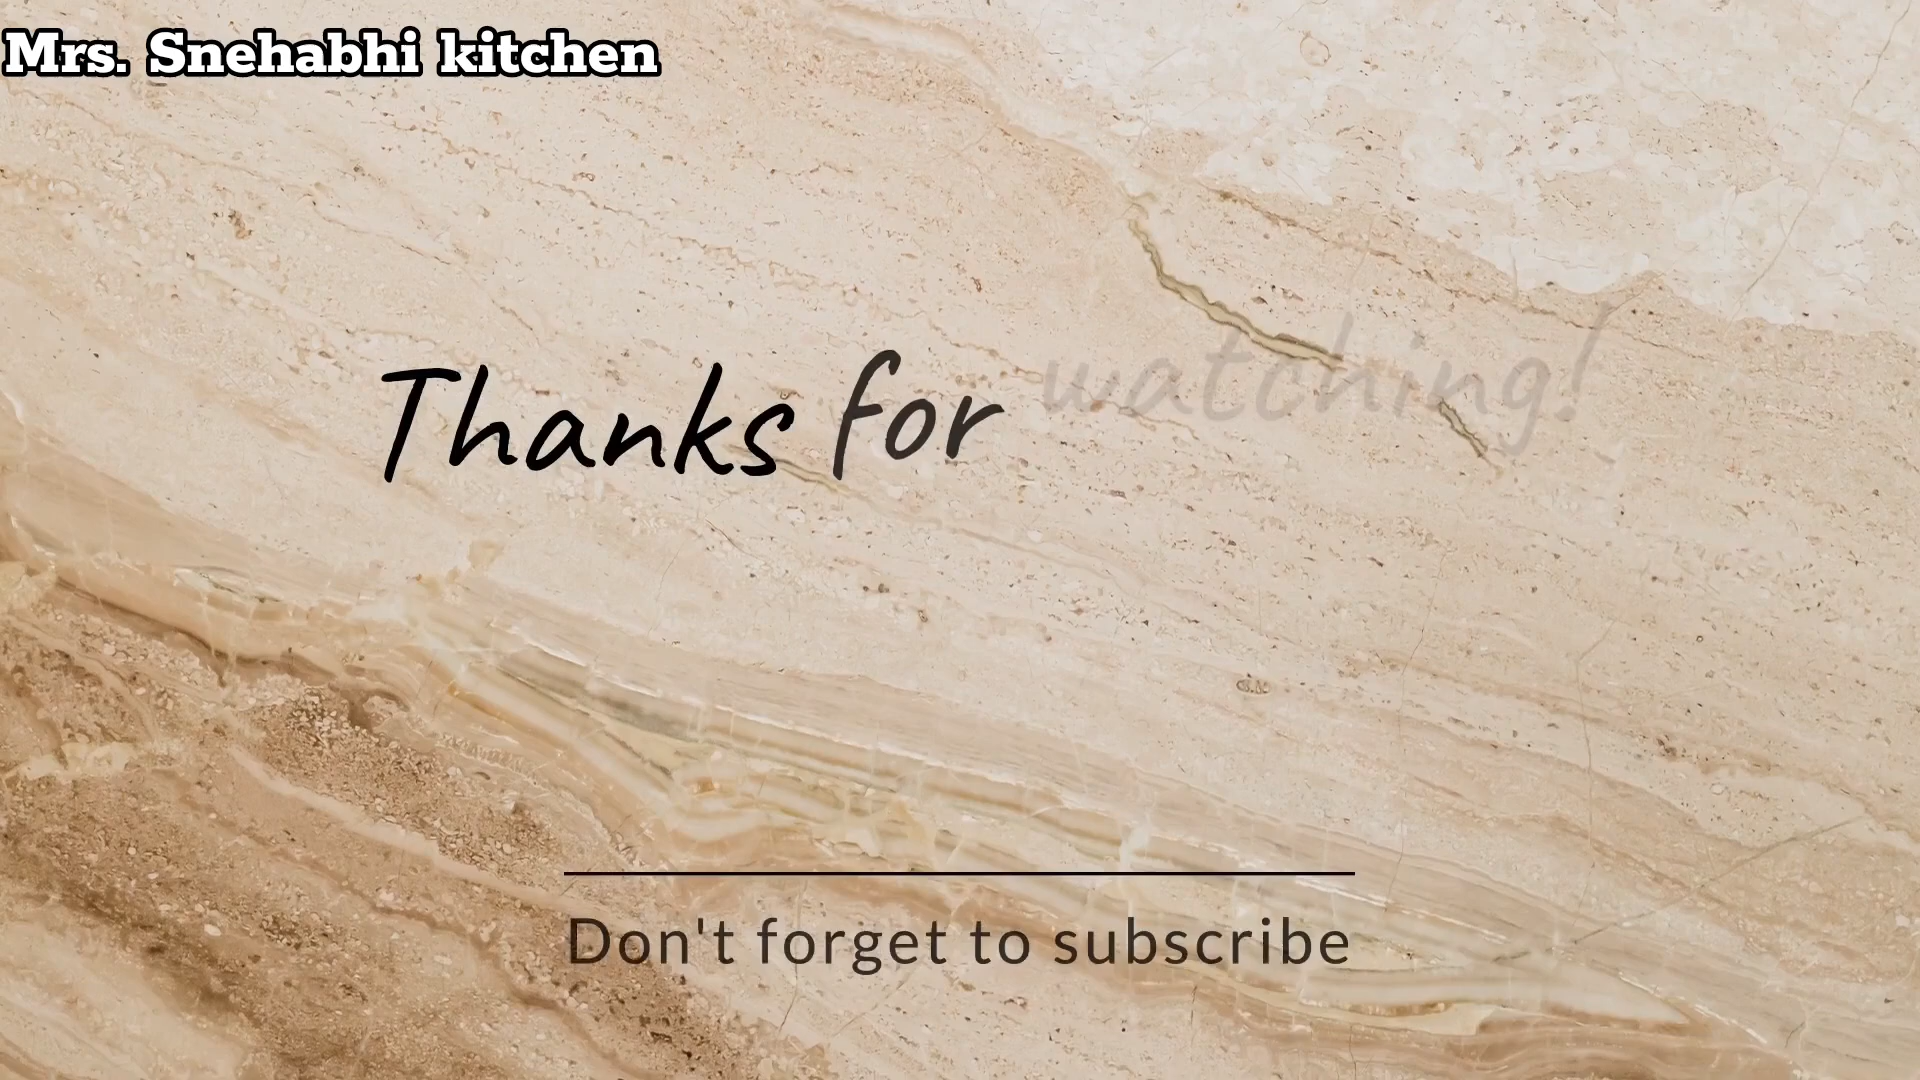 Mrs. Snehabhi kitchen
Thanks for watching!
Don't forget to subscribe